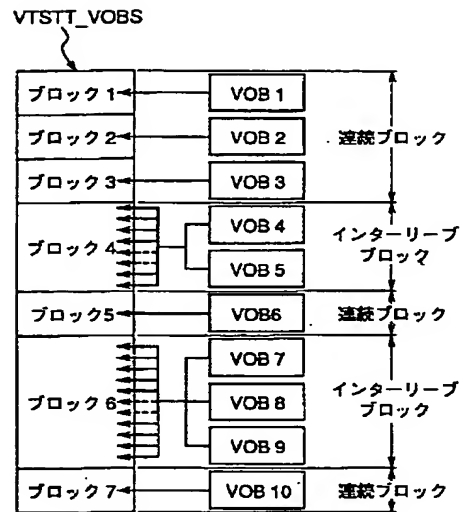 VTSTT_VOBS
ブロック1 VOB 1
ブロック2 VOB 2 連続ブロック
ブロック3 VOB 3
ブロック4 VOB 4 インターリーブ
VOB 5 ブロック
ブロック5 VOB6 連続ブロック
VOB 7
ブロック6 VOB 8 インターリーブ
ブロック
VOB 9
ブロック7 VOB 10 連続ブロック